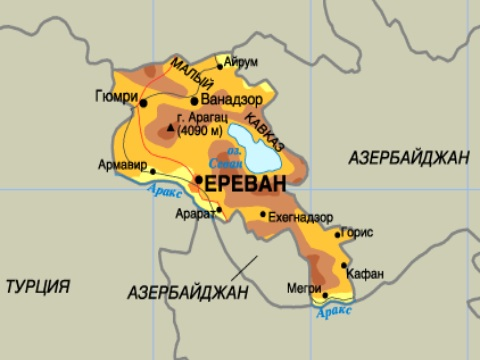 Айрум
МАЛЫЙ
Гюмри
Ванадзор
КАВКАЗ
г. Арагац
(4090 м)
оз.
Севан
АЗЕРБАЙДЖАН
Армавир
ЕРЕВАН
Аракс
Арарат
Ехегнадзор
Горис
Кафан
ТУРЦИЯ
АЗЕРБАЙДЖАН
Мегри
Аракс